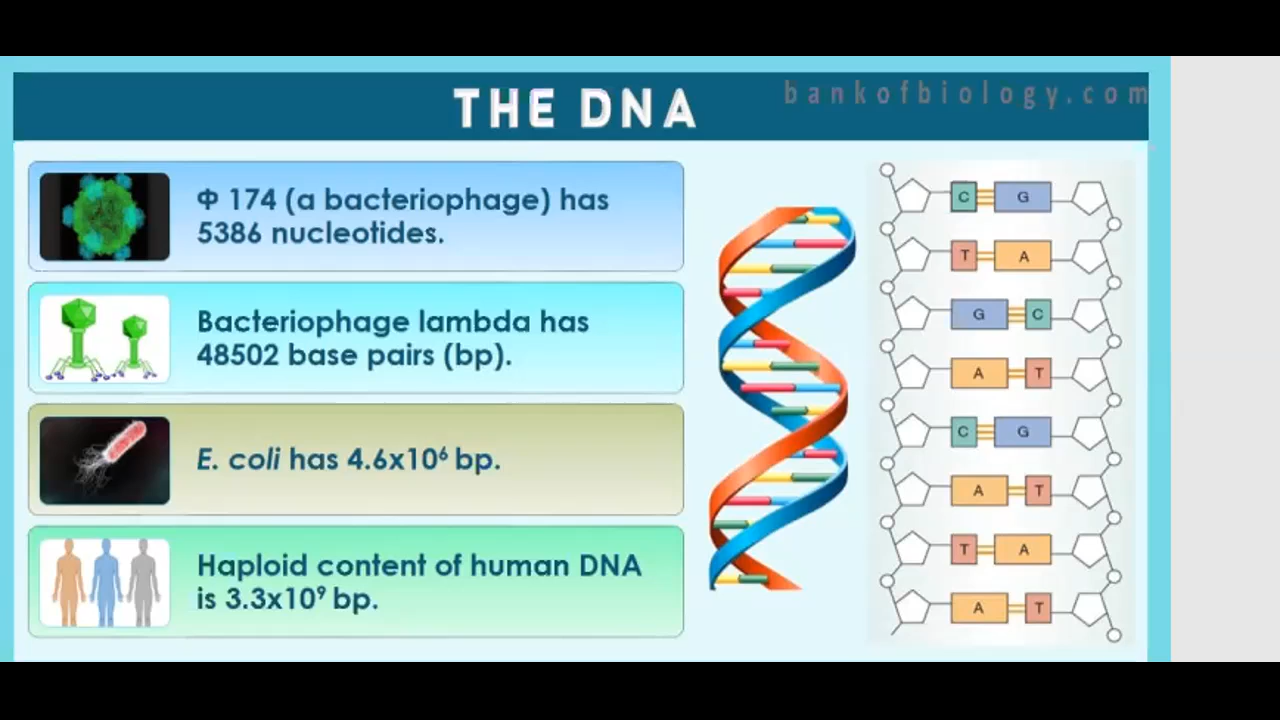 THE DNA
bankofbiology.com
Φ 174 (a bacteriophage) has
5386 nucleotides.
Bacteriophage lambda has
48502 base pairs (bp).
E. coli has 4.6x10⁶ bp.
Haploid content of human DNA
is 3.3x10⁹ bp.
C G
T A
G C
A T
C G
A T
T A
A T